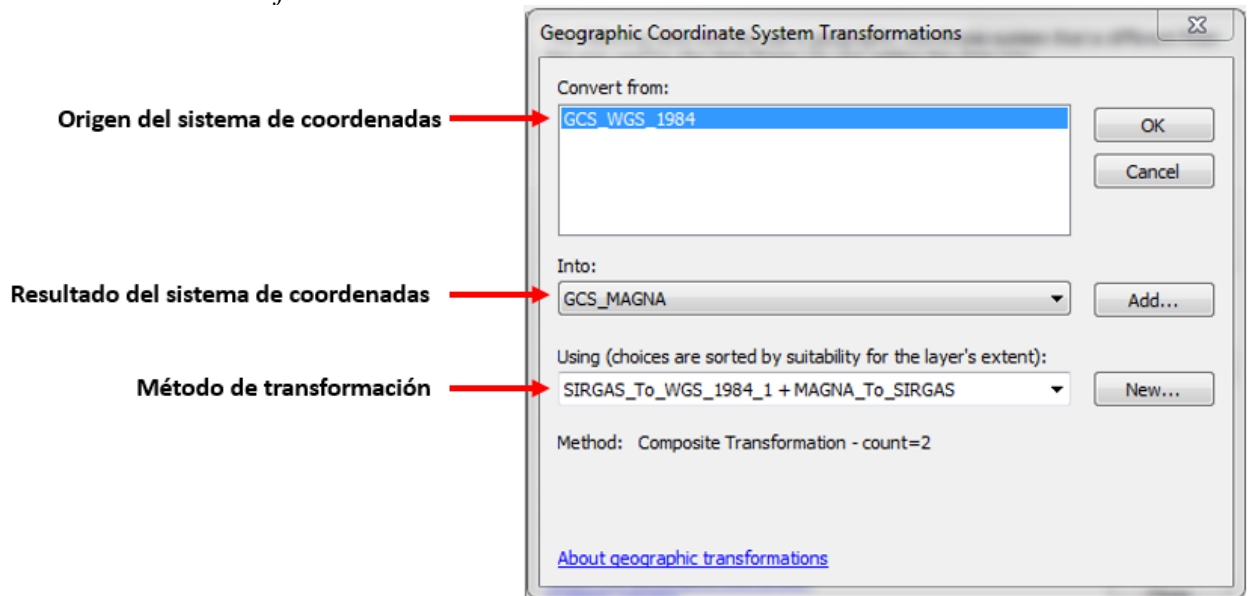 Geographic Coordinate System Transformations
Convert from:
Origen del sistema de coordenadas
GCS_WGS_1984
OK
Cancel
Into:
Resultado del sistema de coordenadas
GCS_MAGNA
Add...
Using (choices are sorted by suitability for the layer's extent):
Método de transformación
SIRGAS_To_WGS_1984_1 + MAGNA_To_SIRGAS
New...
Method: Composite Transformation - count=2
About geographic transformations